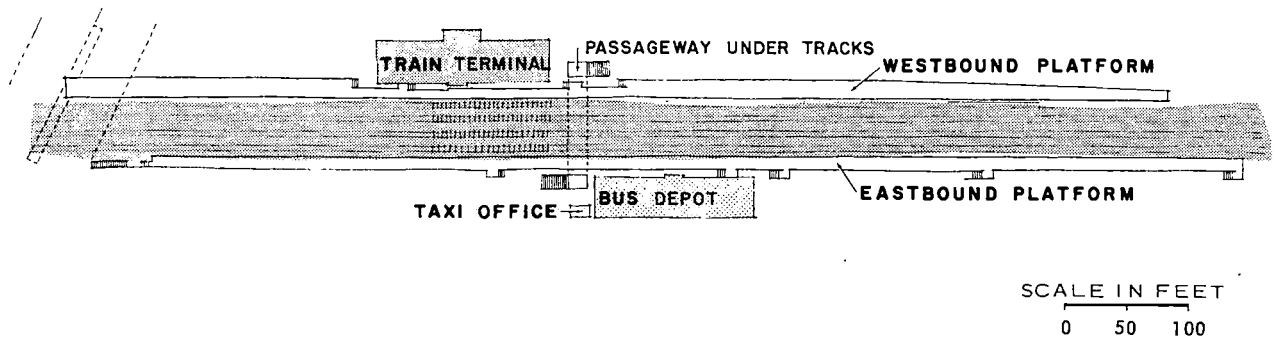 PASSAGEWAY UNDER TRACKS
TRAIN TERMINAL
WESTBOUND PLATFORM
EASTBOUND PLATFORM
BUS DEPOT
TAXI OFFICE
SCALE IN FEET
0 50 100